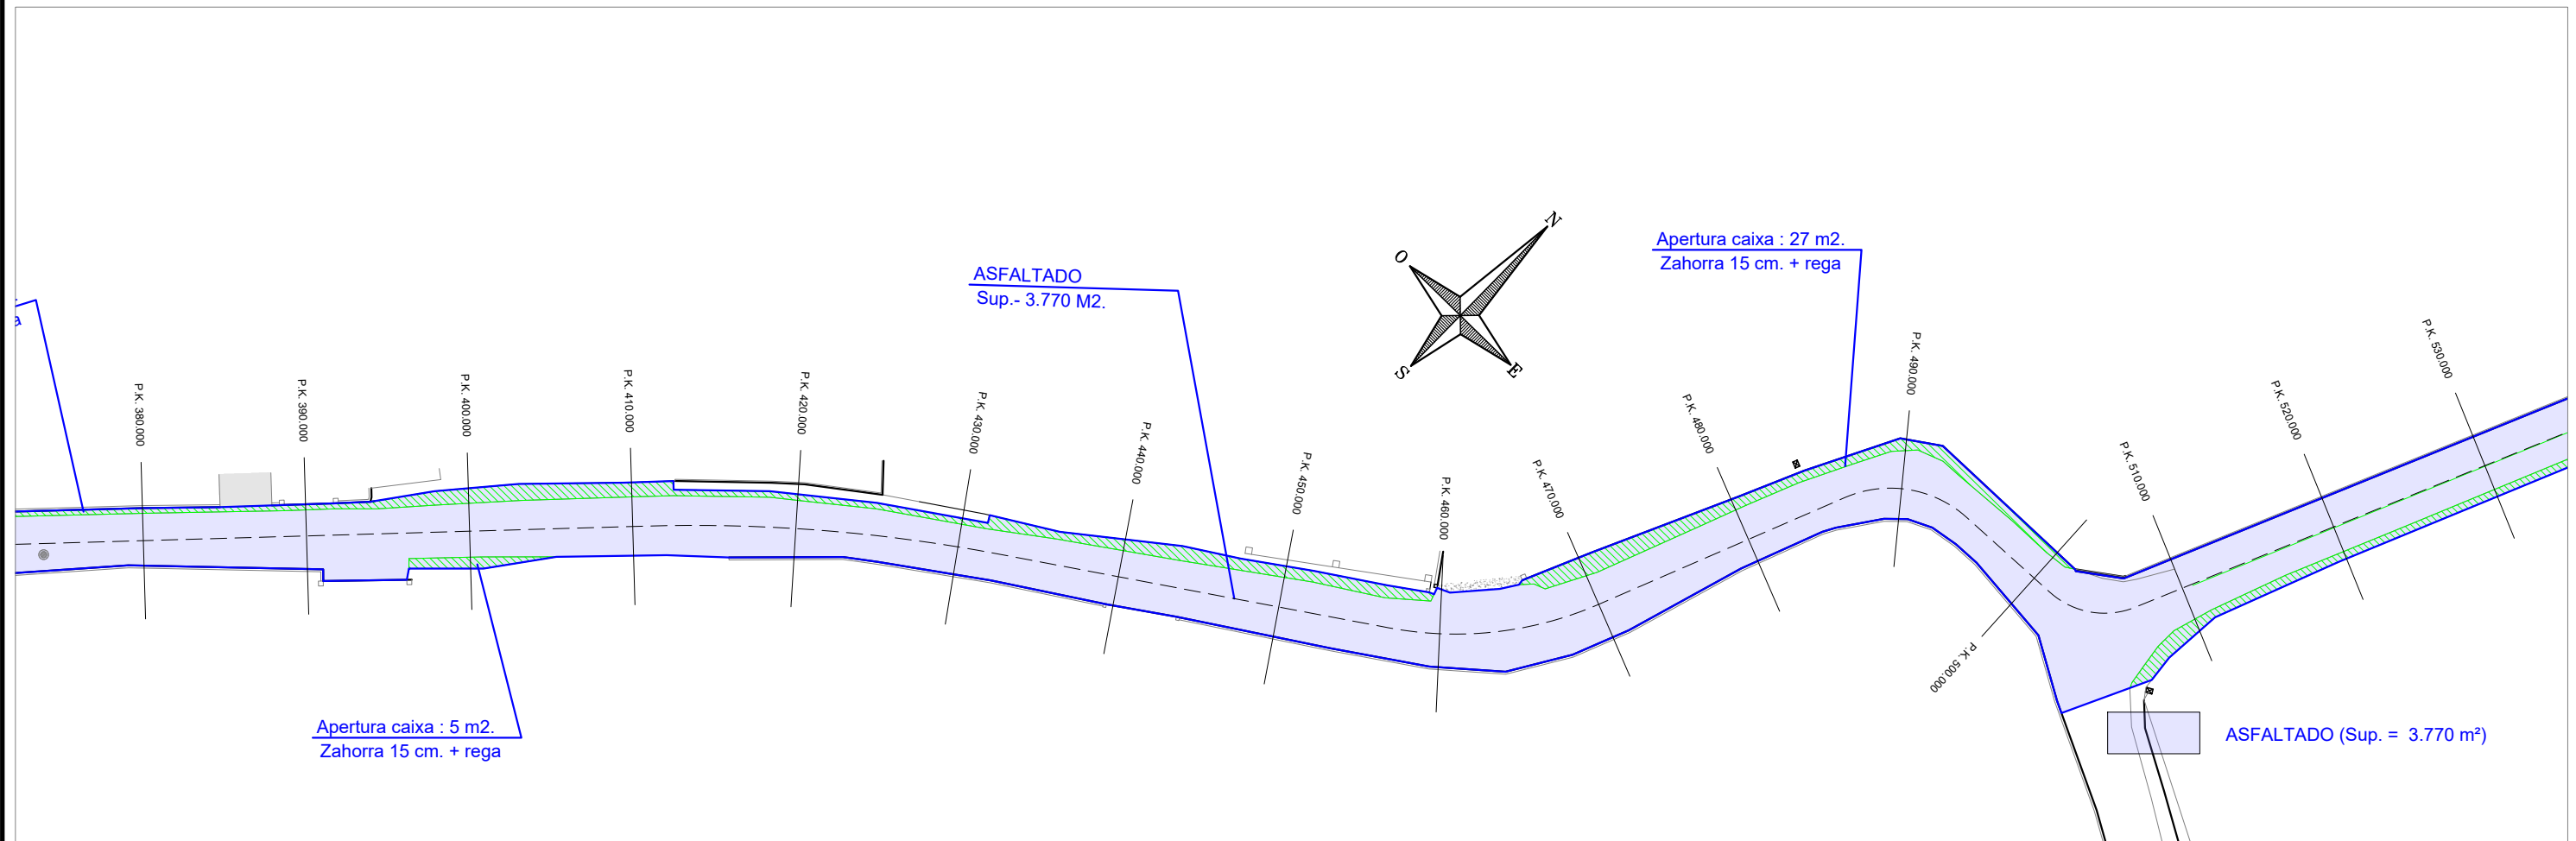 N
O
S
E
Apertura caixa : 27 m2.
Zahorra 15 cm. + rega
ASFALTADO
Sup.- 3.770 M2.
a
P.K. 380.000
P.K. 390.000
P.K. 400.000
P.K. 410.000
P.K. 420.000
P.K. 430.000
P.K. 440.000
P.K. 450.000
P.K. 460.000
P.K. 470.000
P.K. 480.000
P.K. 490.000
P.K. 500.000
P.K. 510.000
P.K. 520.000
P.K. 530.000
Apertura caixa : 5 m2.
Zahorra 15 cm. + rega
ASFALTADO (Sup. = 3.770 m²)